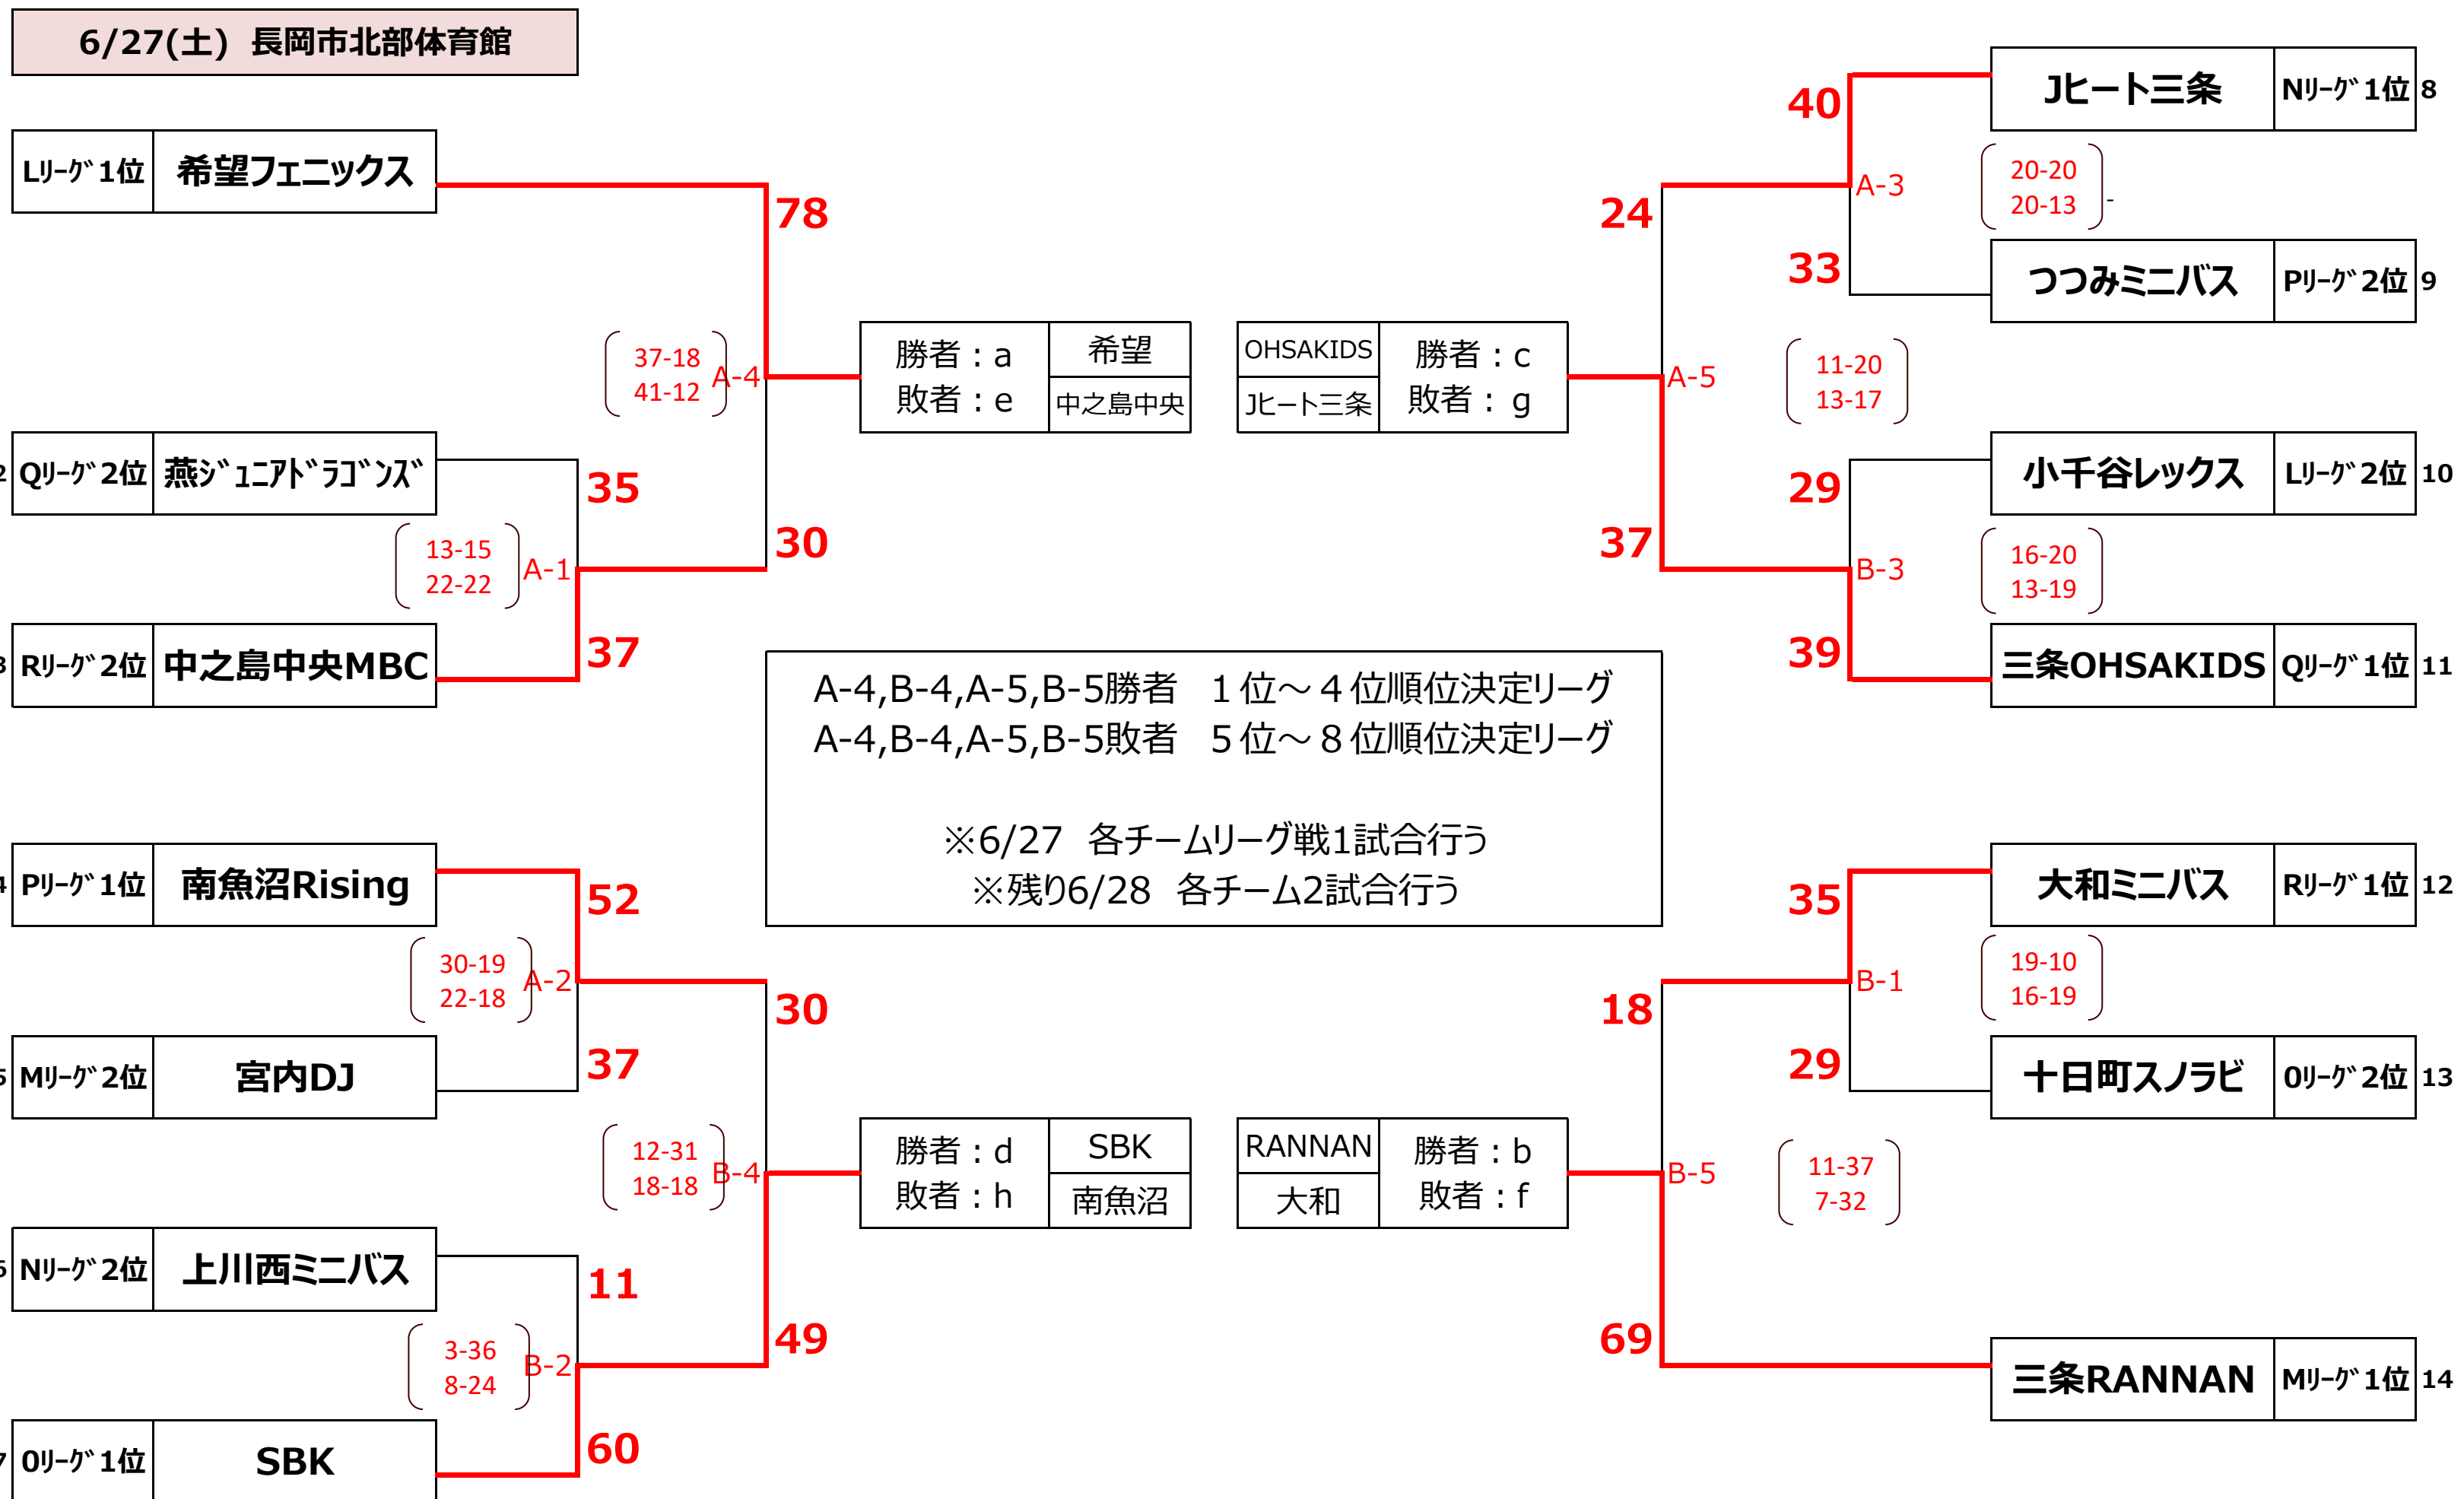 6/27(土) 長岡市北部体育館
Lﾘｰｸﾞ1位 希望フェニックス
78
37-18
41-12
A-4
勝者：a 希望
敗者：e 中之島中央
Qﾘｰｸﾞ2位 燕ｼﾞｭﾆｱﾄﾞﾗｺﾞﾝｽﾞ
35
13-15
22-22
A-1
30
Rﾘｰｸﾞ2位 中之島中央MBC
37
Pﾘｰｸﾞ1位 南魚沼Rising
52
30-19
22-18
A-2
30
Mﾘｰｸﾞ2位 宮内DJ
37
12-31
18-18
B-4
勝者：d SBK
敗者：h 南魚沼
Nﾘｰｸﾞ2位 上川西ミニバス
11
3-36
8-24
B-2
49
Oﾘｰｸﾞ1位 SBK
60
A-4,B-4,A-5,B-5勝者　１位～４位順位決定リーグ
A-4,B-4,A-5,B-5敗者　５位～８位順位決定リーグ
※6/27　各チームリーグ戦1試合行う
※残り6/28　各チーム2試合行う
40
Jヒート三条 Nﾘｰｸﾞ1位 8
24
A-3
20-20
20-13
-
33
つつみミニバス Pﾘｰｸﾞ2位 9
OHSAKIDS 勝者：c
Jヒート三条 敗者：g
A-5
11-20
13-17
29
小千谷レックス Lﾘｰｸﾞ2位 10
37
B-3
16-20
13-19
39
三条OHSAKIDS Qﾘｰｸﾞ1位 11
35
大和ミニバス Rﾘｰｸﾞ1位 12
18
B-1
19-10
16-19
29
十日町スノラビ Oﾘｰｸﾞ2位 13
RANNAN 勝者：b
大和 敗者：f
B-5
11-37
7-32
69
三条RANNAN Mﾘｰｸﾞ1位 14